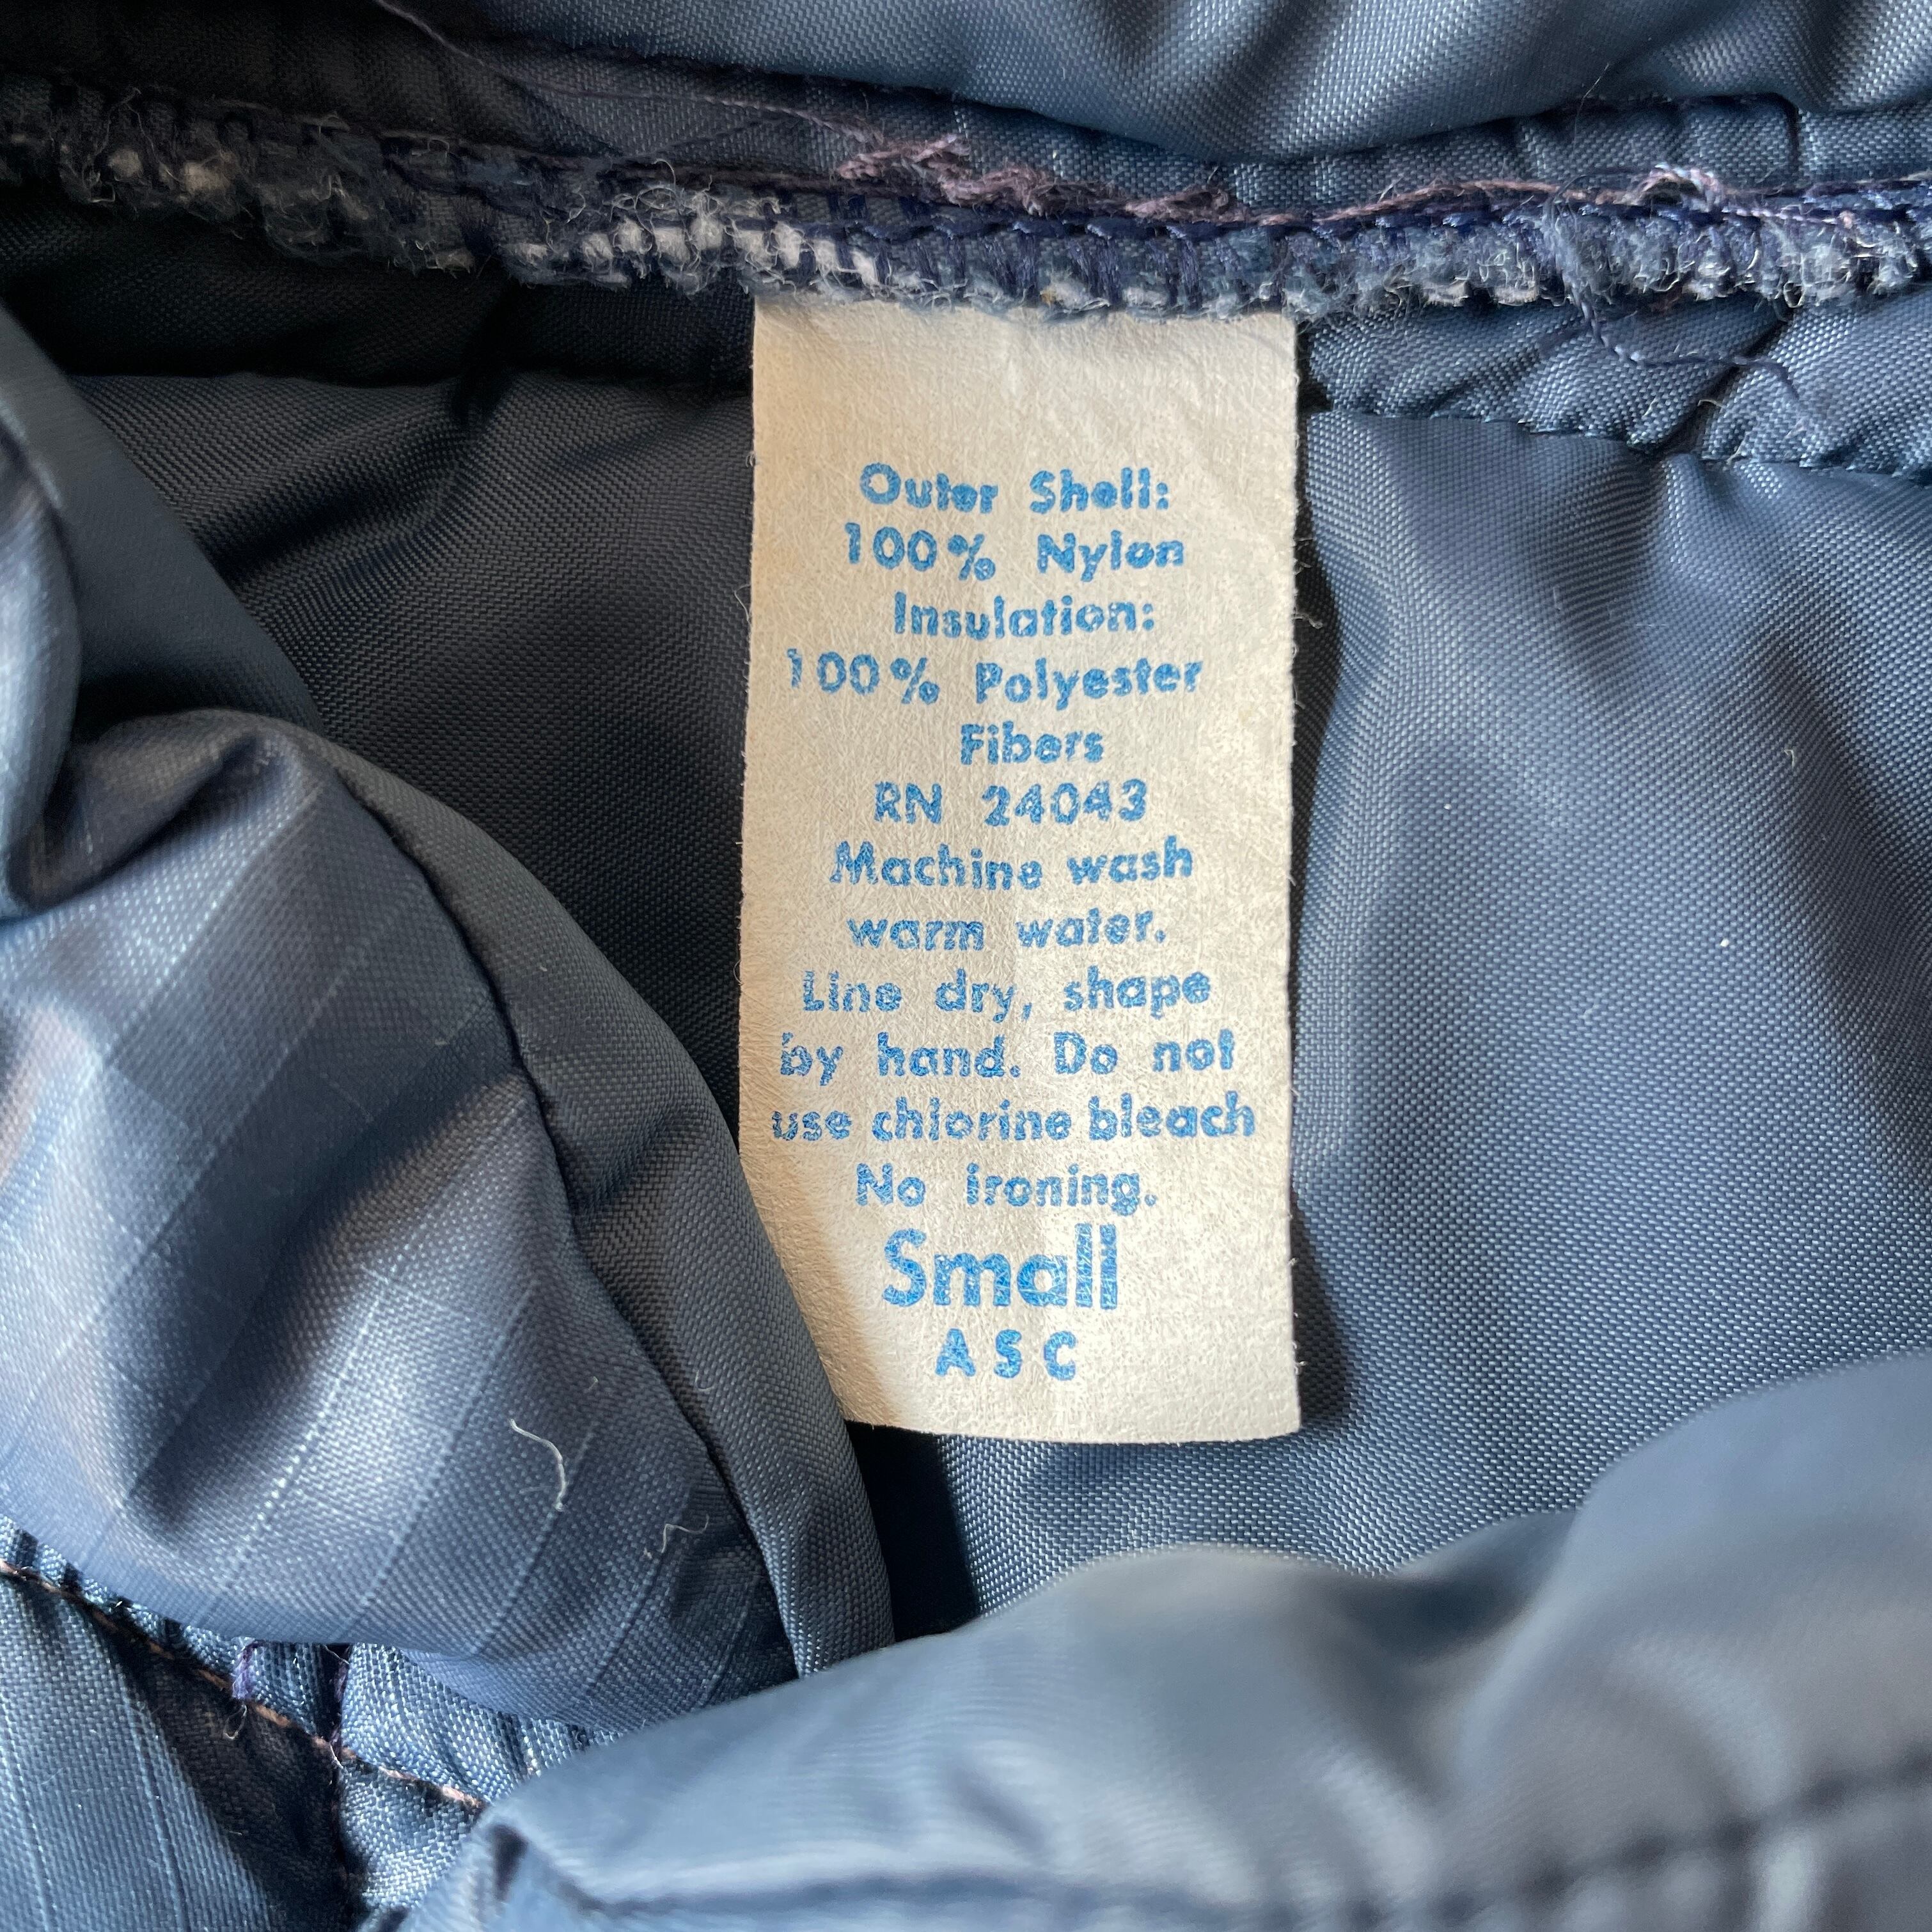 Outer Shell:
100% Nylon
Insulation:
100% Polyester
Fibers
RN 24043
Machine wash
warm water.
Line dry, shape
by hand. Do not
use chlorine bleach
No ironing.
Small
ASC